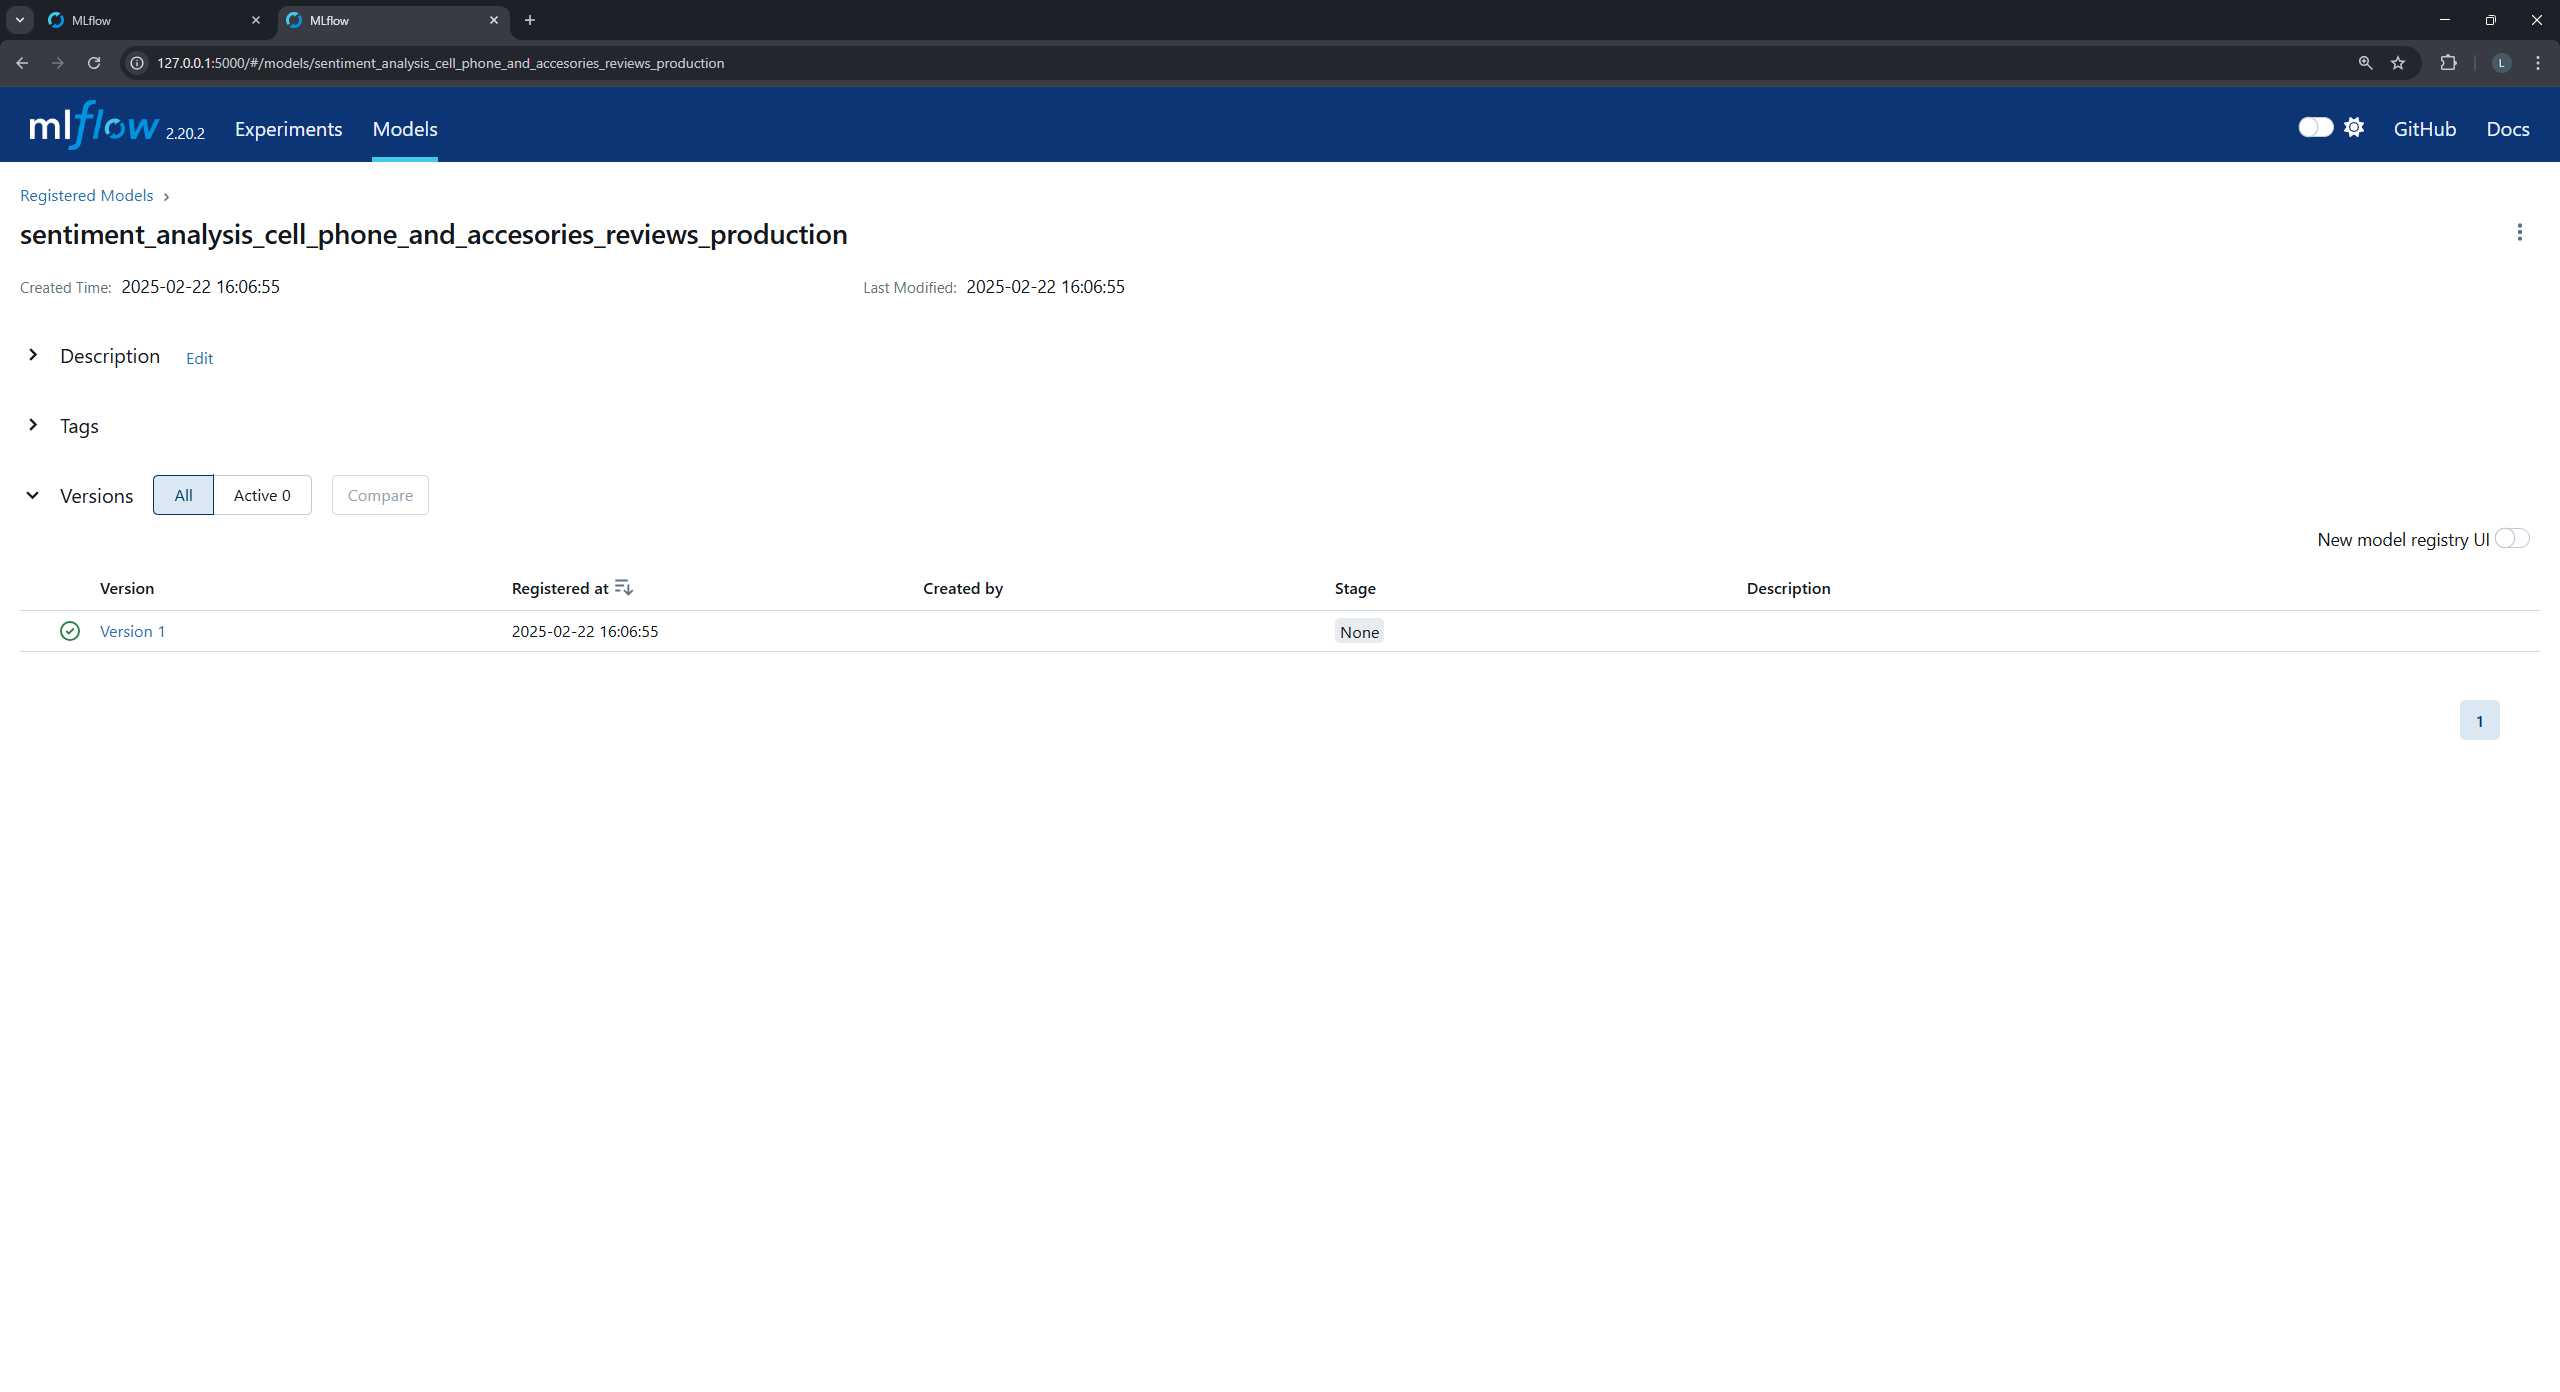 MLflow
MLflow
127.0.0.1:5000/#/models/sentiment_analysis_cell_phone_and_accesories_reviews_production
L
mlflow 2.20.2 Experiments Models GitHub Docs
Registered Models
sentiment_analysis_cell_phone_and_accesories_reviews_production
Created Time: 2025-02-22 16:06:55 Last Modified: 2025-02-22 16:06:55
Description Edit
Tags
Versions All Active 0 Compare
New model registry UI
Version Registered at Created by Stage Description
Version 1 2025-02-22 16:06:55 None
1